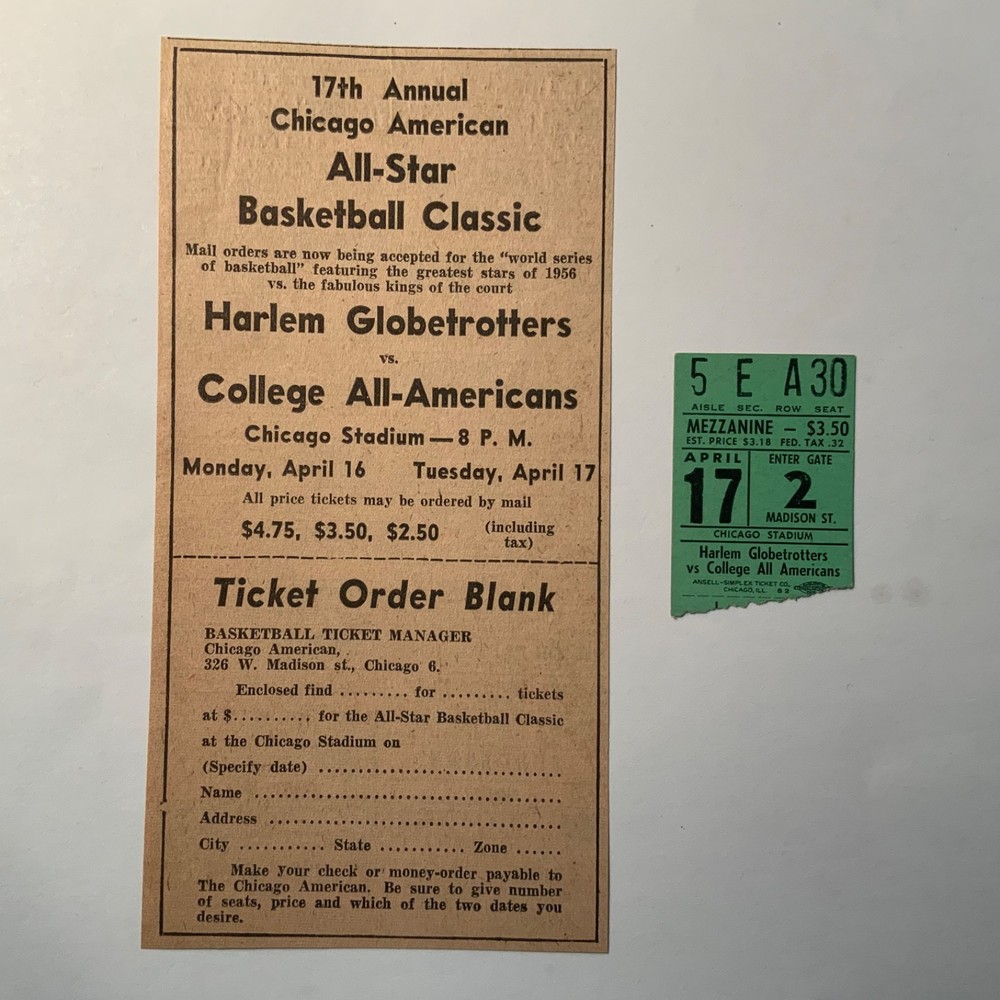 17th Annual
Chicago American
All-Star
Basketball Classic
Mail orders are now being accepted for the "world series
of basketball" featuring the greatest stars of 1956
vs. the fabulous kings of the court
Harlem Globetrotters
vs.
College All-Americans
Chicago Stadium — 8 P. M.
Monday, April 16 Tuesday, April 17
All price tickets may be ordered by mail
$4.75, $3.50, $2.50 (including
tax)
Ticket Order Blank
BASKETBALL TICKET MANAGER
Chicago American,
326 W. Madison st., Chicago 6.
Enclosed find ......... for ......... tickets
at $.......... for the All-Star Basketball Classic
at the Chicago Stadium on
(Specify date) ..............................
Name ......................................
Address ....................................
City ........... State ........... Zone ......
Make your check or money-order payable to
The Chicago American. Be sure to give number
of seats, price and which of the two dates you
desire.
5 E A 30
AISLE SEC. ROW SEAT
MEZZANINE — $3.50
EST. PRICE $3.18 FED. TAX .32
APRIL
17
ENTER GATE
2
MADISON ST.
CHICAGO STADIUM
Harlem Globetrotters
vs College All Americans
ANSELL-SIMPLEX TICKET CO.
CHICAGO, ILL. 82